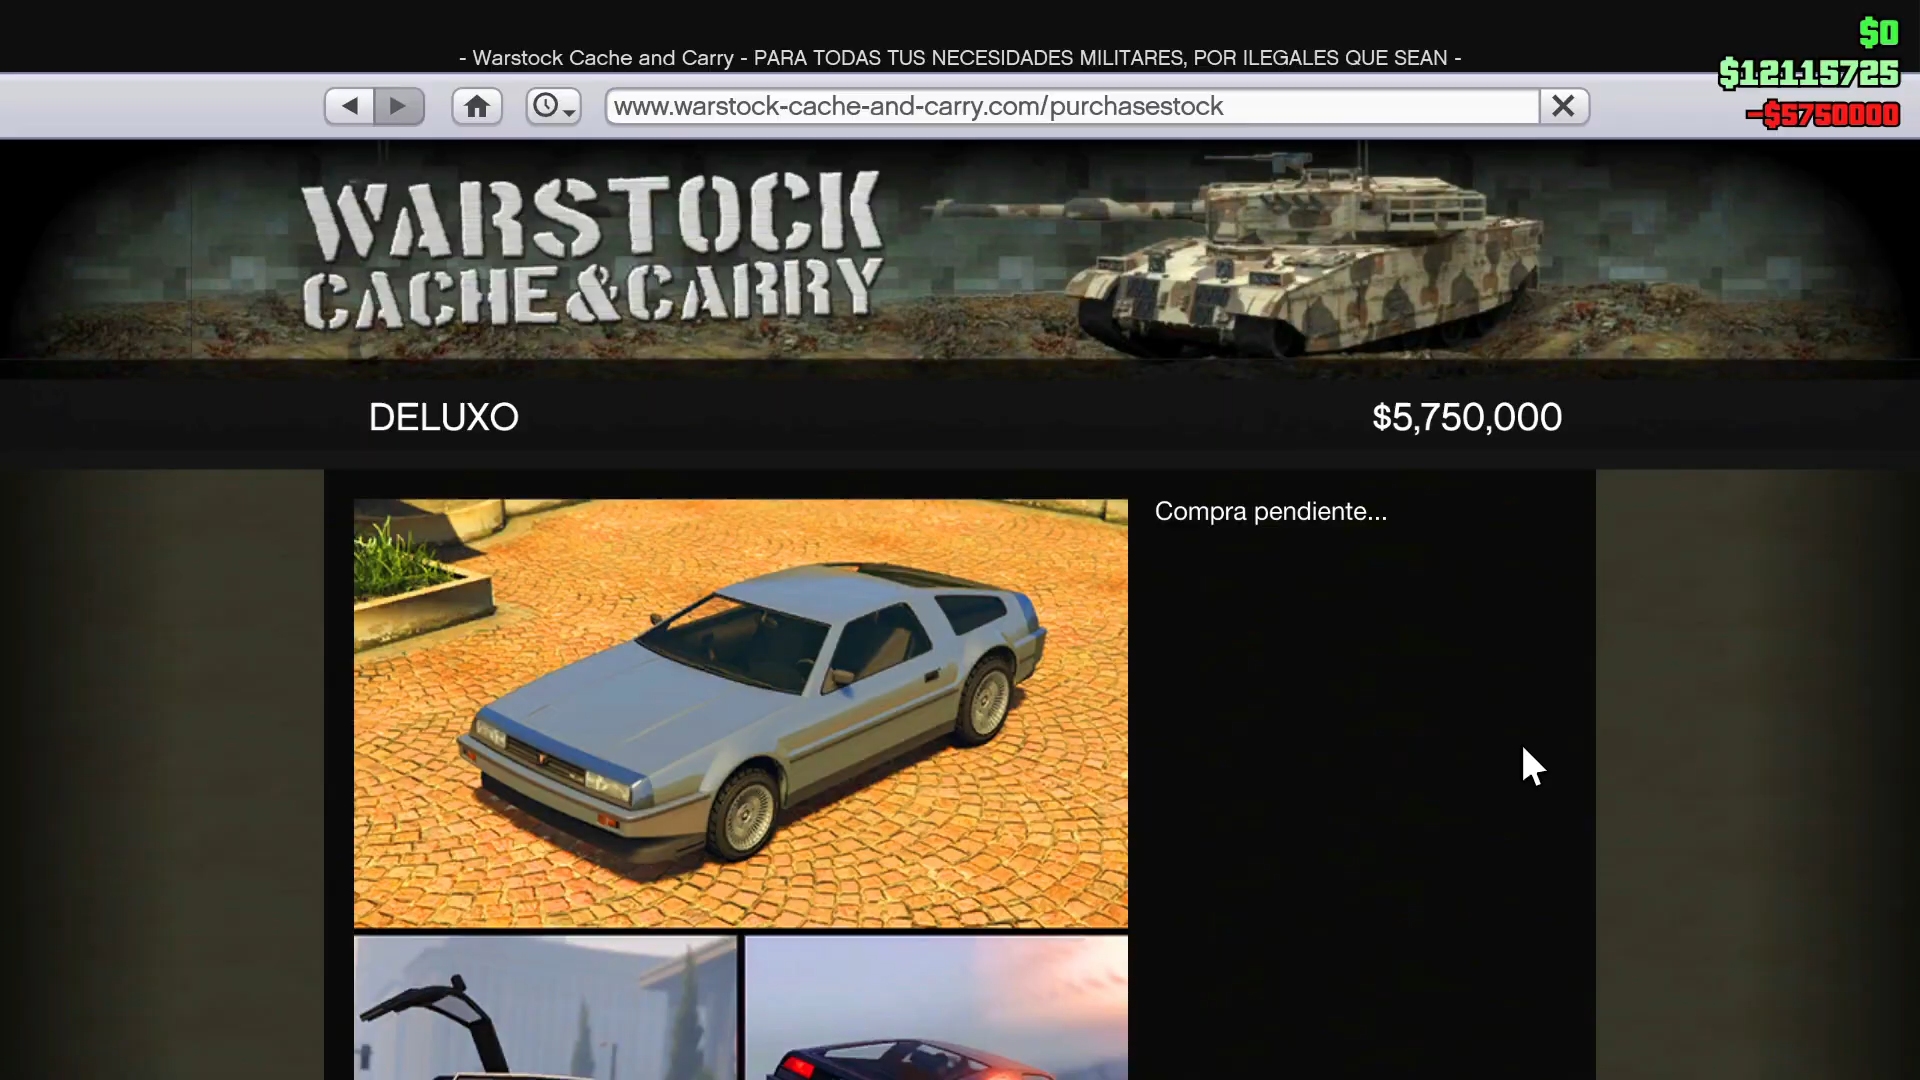 $0
- Warstock Cache and Carry - PARA TODAS TUS NECESIDADES MILITARES, POR ILEGALES QUE SEAN -
$12115725
www.warstock-cache-and-carry.com/purchasestock
-$5750000
WARSTOCK
CACHE&CARRY
DELUXO
$5,750,000
Compra pendiente...